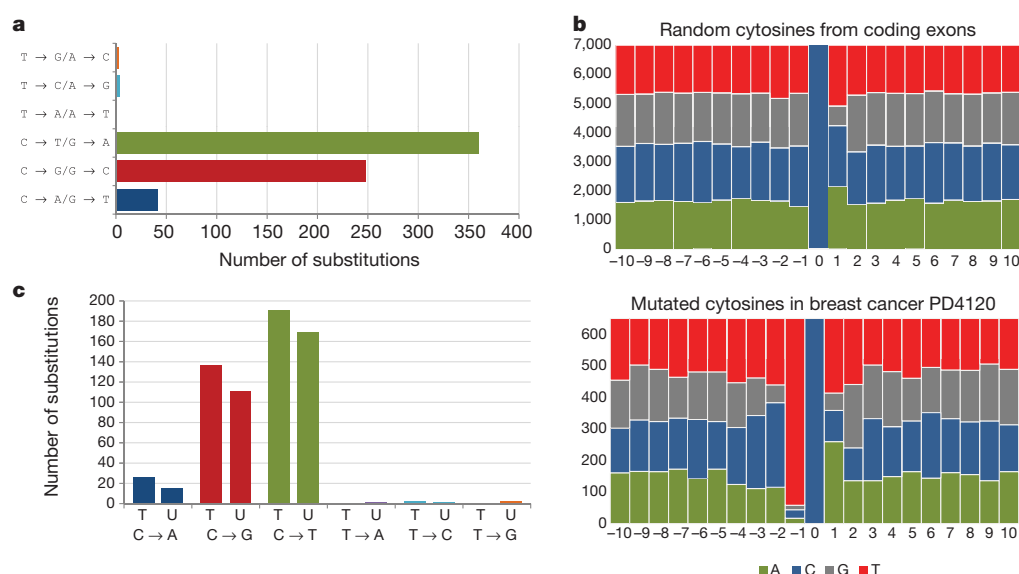 a
T → G/A → C
T → C/A → G
T → A/A → T
C → T/G → A
C → G/G → C
C → A/G → T
0 50 100 150 200 250 300 350 400
Number of substitutions
b
Random cytosines from coding exons
7,000
6,000
5,000
4,000
3,000
2,000
1,000
0
−10 −9 −8 −7 −6 −5 −4 −3 −2 −1 0 1 2 3 4 5 6 7 8 9 10
Mutated cytosines in breast cancer PD4120
600
500
400
300
200
100
0
−10 −9 −8 −7 −6 −5 −4 −3 −2 −1 0 1 2 3 4 5 6 7 8 9 10
A C G T
c
Number of substitutions
200
180
160
140
120
100
80
60
40
20
0
T U T U T U T U T U T U
C → A C → G C → T T → A T → C T → G